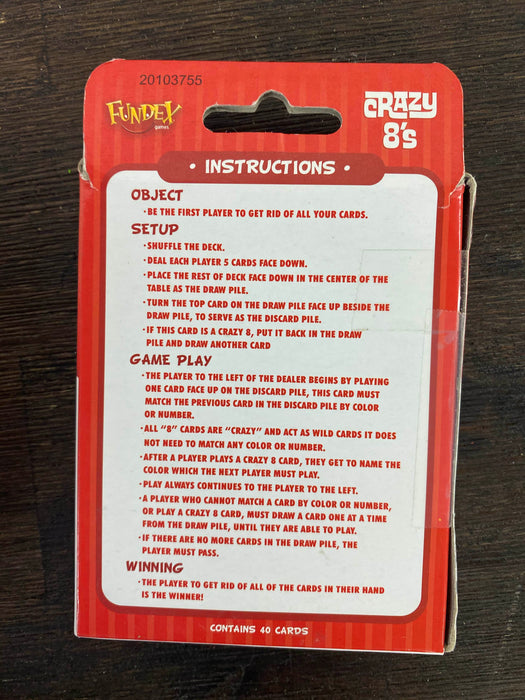 20103755
FUNDEX
games
CRAZY
8's
• INSTRUCTIONS •
OBJECT
•BE THE FIRST PLAYER TO GET RID OF ALL YOUR CARDS.
SETUP
•SHUFFLE THE DECK.
•DEAL EACH PLAYER 5 CARDS FACE DOWN.
•PLACE THE REST OF DECK FACE DOWN IN THE CENTER OF THE
TABLE AS THE DRAW PILE.
•TURN THE TOP CARD ON THE DRAW PILE FACE UP BESIDE THE
DRAW PILE, TO SERVE AS THE DISCARD PILE.
•IF THIS CARD IS A CRAZY 8, PUT IT BACK IN THE DRAW
PILE AND DRAW ANOTHER CARD
GAME PLAY
•THE PLAYER TO THE LEFT OF THE DEALER BEGINS BY PLAYING
ONE CARD FACE UP ON THE DISCARD PILE, THIS CARD MUST
MATCH THE PREVIOUS CARD IN THE DISCARD PILE BY COLOR
OR NUMBER.
•ALL "8" CARDS ARE "CRAZY" AND ACT AS WILD CARDS IT DOES
NOT NEED TO MATCH ANY COLOR OR NUMBER.
•AFTER A PLAYER PLAYS A CRAZY 8 CARD, THEY GET TO NAME THE
COLOR WHICH THE NEXT PLAYER MUST PLAY.
•PLAY ALWAYS CONTINUES TO THE PLAYER TO THE LEFT.
•A PLAYER WHO CANNOT MATCH A CARD BY COLOR OR NUMBER,
OR PLAY A CRAZY 8 CARD, MUST DRAW A CARD ONE AT A TIME
FROM THE DRAW PILE, UNTIL THEY ARE ABLE TO PLAY.
•IF THERE ARE NO MORE CARDS IN THE DRAW PILE, THE
PLAYER MUST PASS.
WINNING
•THE PLAYER TO GET RID OF ALL OF THE CARDS IN THEIR HAND
IS THE WINNER!
CONTAINS 40 CARDS